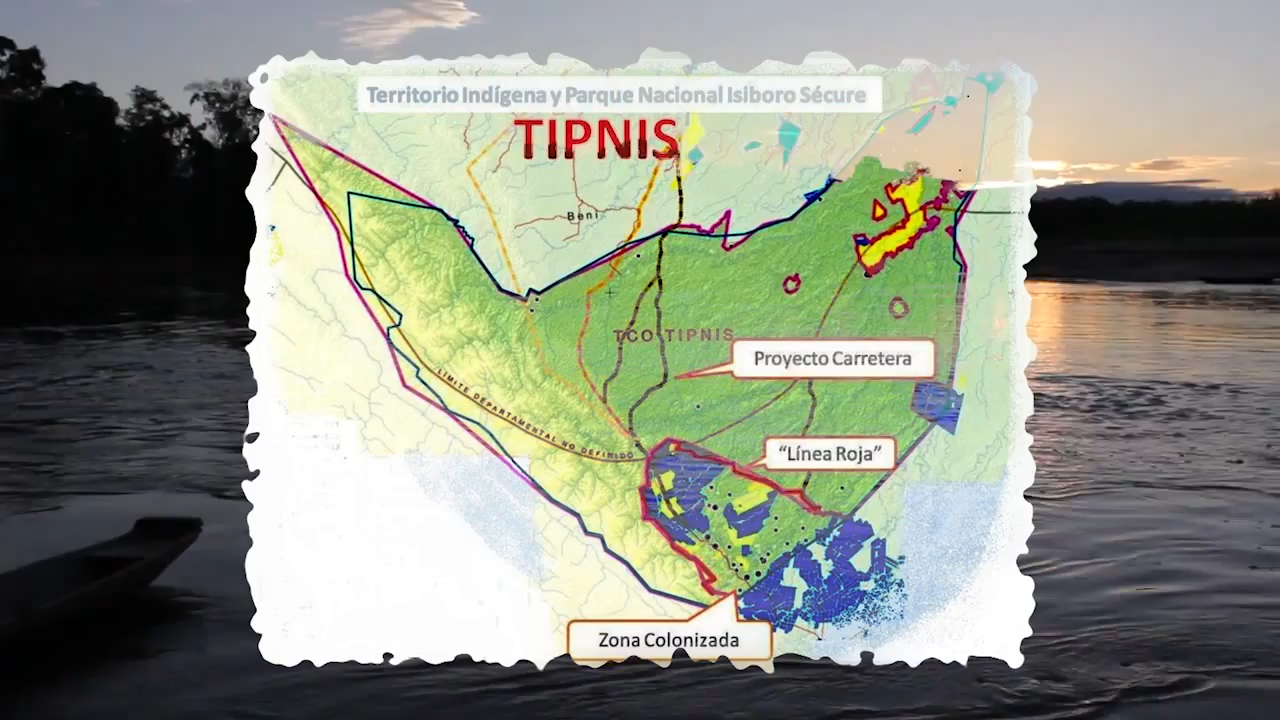 Territorio Indígena y Parque Nacional Isiboro Sécure
TIPNIS
Beni
TCO TIPNIS
Proyecto Carretera
LÍMITE DEPARTAMENTAL NO DEFINIDO
"Línea Roja"
Zona Colonizada